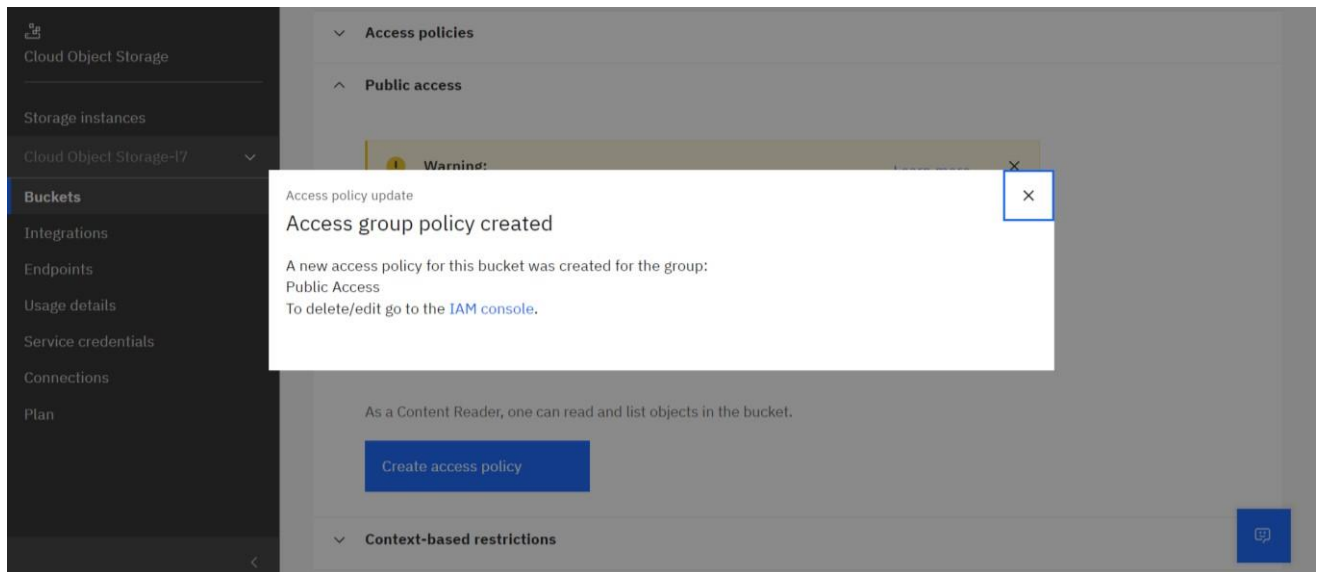 Cloud Object Storage
Storage instances
Cloud Object Storage-l7
Buckets
Integrations
Endpoints
Usage details
Service credentials
Connections
Plan
Access policies
Public access
Warning:
Learn more
Access policy update
Access group policy created
A new access policy for this bucket was created for the group:
Public Access
To delete/edit go to the IAM console.
As a Content Reader, one can read and list objects in the bucket.
Create access policy
Context-based restrictions